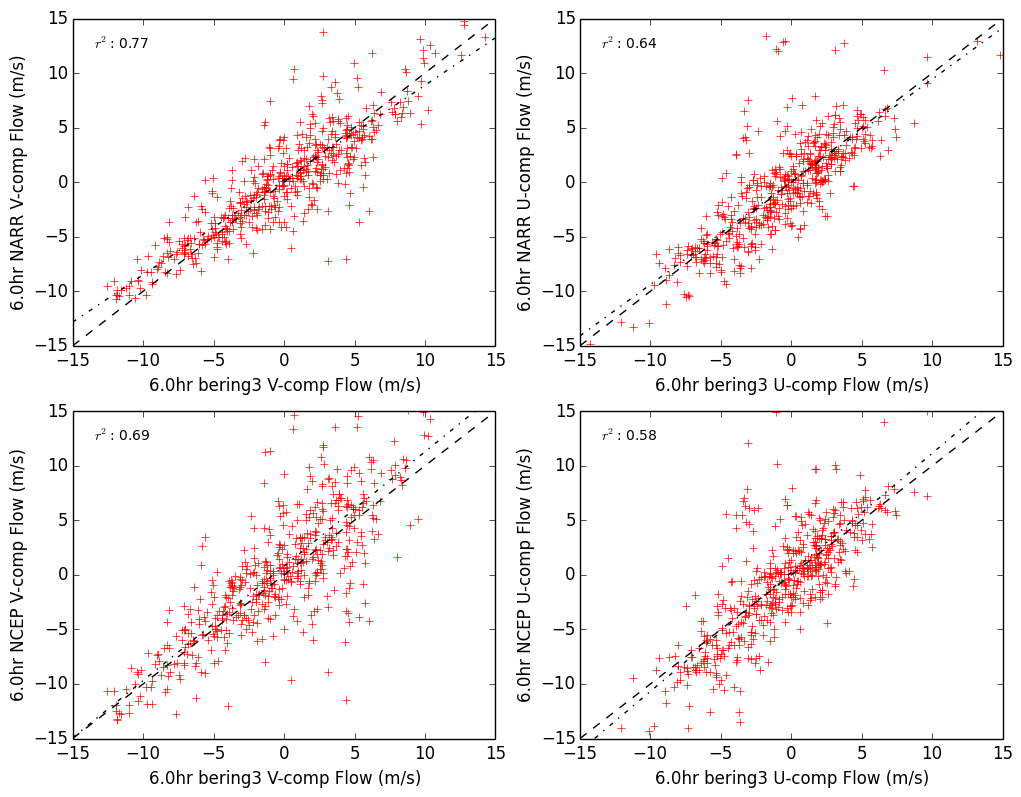 r²: 0.77
15
10
5
0
−5
−10
−15
−15 −10 −5 0 5 10 15
6.0hr NARR V-comp Flow (m/s)
6.0hr bering3 V-comp Flow (m/s)
r²: 0.64
15
10
5
0
−5
−10
−15
−15 −10 −5 0 5 10 15
6.0hr NARR U-comp Flow (m/s)
6.0hr bering3 U-comp Flow (m/s)
r²: 0.69
15
10
5
0
−5
−10
−15
−15 −10 −5 0 5 10 15
6.0hr NCEP V-comp Flow (m/s)
6.0hr bering3 V-comp Flow (m/s)
r²: 0.58
15
10
5
0
−5
−10
−15
−15 −10 −5 0 5 10 15
6.0hr NCEP U-comp Flow (m/s)
6.0hr bering3 U-comp Flow (m/s)